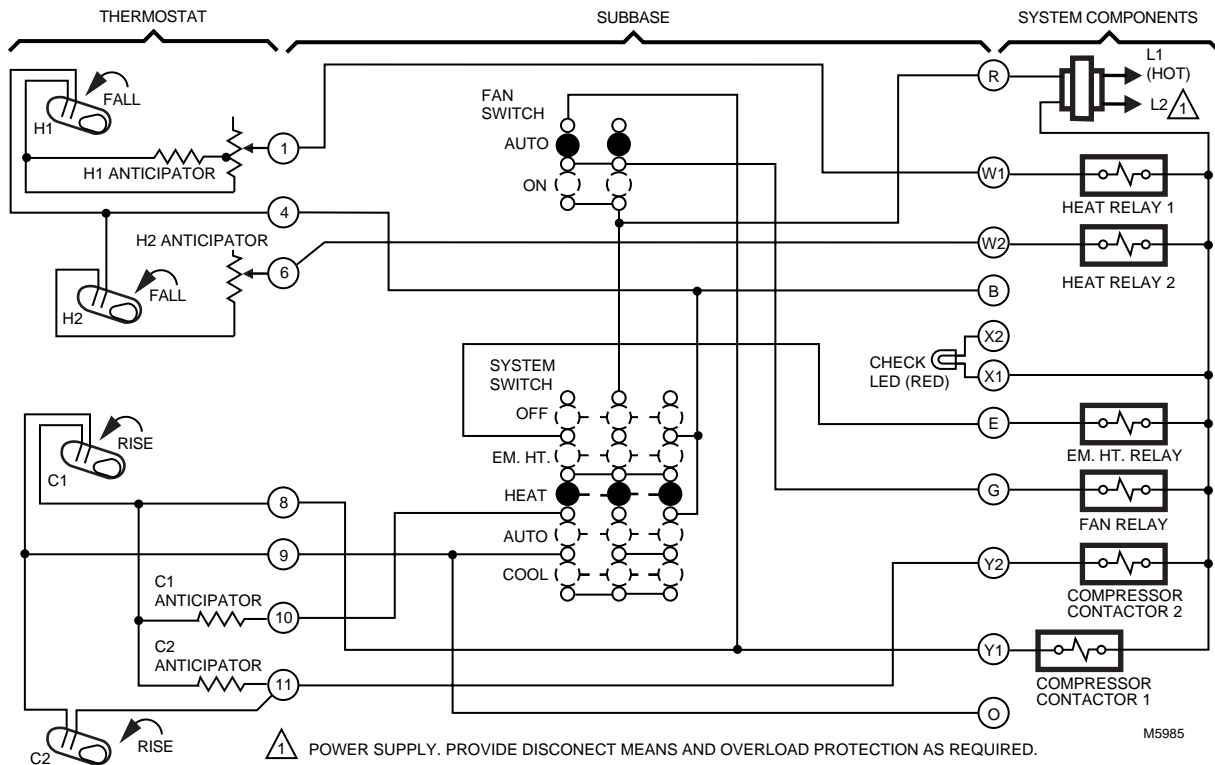 THERMOSTAT
SUBBASE
SYSTEM COMPONENTS
FALL
H1
H1 ANTICIPATOR
1
4
H2 ANTICIPATOR
6
FALL
H2
RISE
C1
8
9
C1
ANTICIPATOR
10
C2
ANTICIPATOR
11
RISE
C2
FAN
SWITCH
AUTO
ON
SYSTEM
SWITCH
OFF
EM. HT.
HEAT
AUTO
COOL
R
L1
(HOT)
L2
1
W1
HEAT RELAY 1
W2
HEAT RELAY 2
B
X2
CHECK
LED (RED)
X1
E
EM. HT. RELAY
G
FAN RELAY
Y2
COMPRESSOR
CONTACTOR 2
Y1
COMPRESSOR
CONTACTOR 1
O
1 POWER SUPPLY. PROVIDE DISCONECT MEANS AND OVERLOAD PROTECTION AS REQUIRED.
M5985